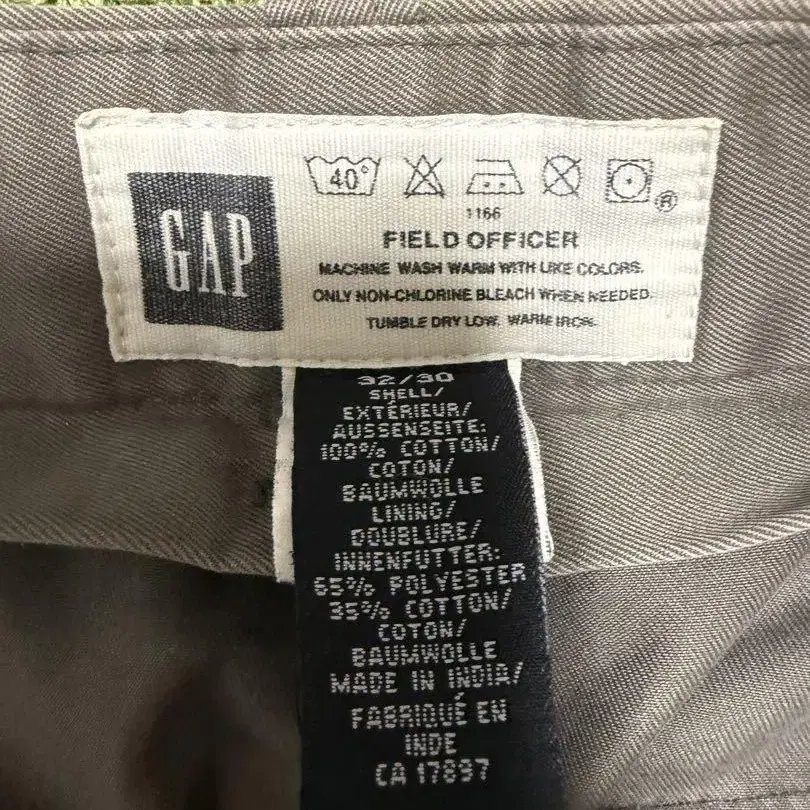 GAP
40°
®
1166
FIELD OFFICER
MACHINE WASH WARM WITH LIKE COLORS.
ONLY NON-CHLORINE BLEACH WHEN NEEDED.
TUMBLE DRY LOW. WARM IRON.
32/30
SHELL/
EXTÉRIEUR/
AUSSENSEITE:
100% COTTON/
COTON/
BAUMWOLLE
LINING/
DOUBLURE/
INNENFUTTER:
65% POLYESTER
35% COTTON/
COTON/
BAUMWOLLE
MADE IN INDIA/
FABRIQUÉ EN
INDE
CA 17897